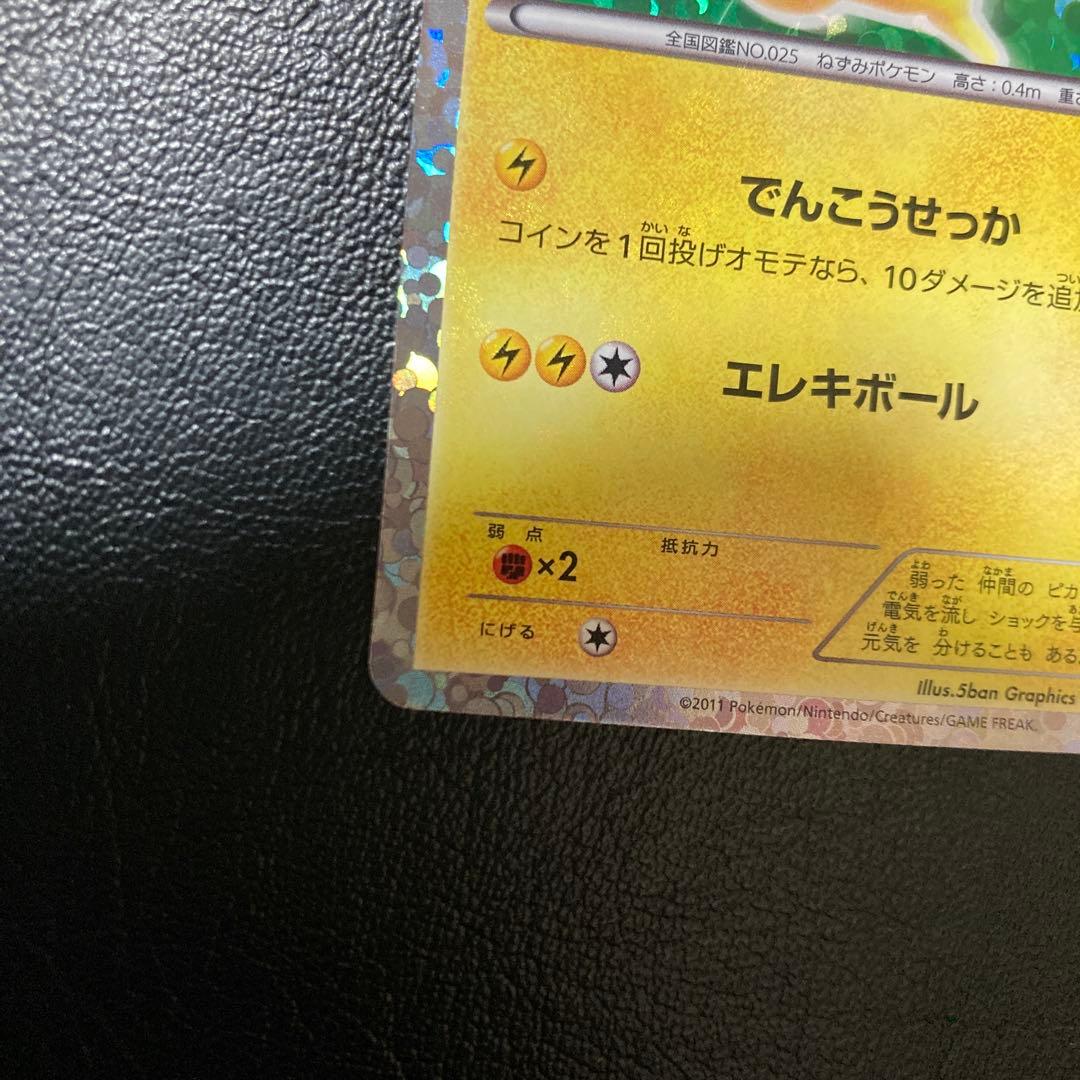 全国図鑑NO.025 ねずみポケモン 高さ:0.4m 重さ
でんこうせっか
コインを1回投げオモテなら、10ダメージを追
エレキボール
弱点 抵抗力
×2
にげる
弱った 仲間の ピカ
電気を流し ショックを与
元気を 分けることも ある
illus.5ban Graphics
©2011 Pokémon/Nintendo/Creatures/GAME FREAK.